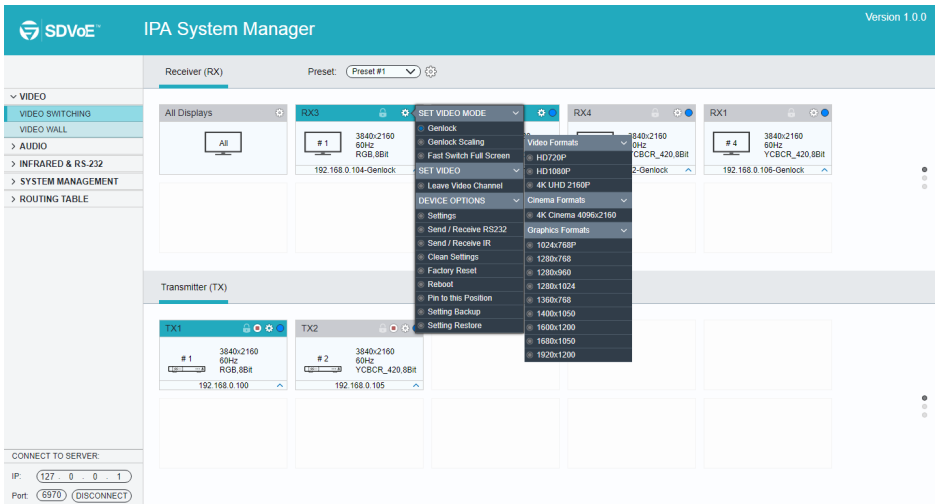 SDVoE™
IPA System Manager
Version 1.0.0
Receiver (RX)
Preset: Preset #1
VIDEO
VIDEO SWITCHING
VIDEO WALL
AUDIO
INFRARED & RS-232
SYSTEM MANAGEMENT
ROUTING TABLE
All Displays
All
RX3
# 1
3840x2160
60Hz
RGB,8Bit
192.168.0.104-Genlock
SET VIDEO MODE
Genlock
Genlock Scaling
Fast Switch Full Screen
SET VIDEO
Leave Video Channel
DEVICE OPTIONS
Settings
Send / Receive RS232
Send / Receive IR
Clean Settings
Factory Reset
Reboot
Pin to this Position
Setting Backup
Setting Restore
Video Formats
HD720P
HD1080P
4K UHD 2160P
Cinema Formats
4K Cinema 4096x2160
Graphics Formats
1024x768P
1280x768
1280x960
1280x1024
1360x768
1400x1050
1600x1200
1680x1050
1920x1200
RX4
3840x2160
60Hz
YCBCR_420,8Bit
2-Genlock
RX1
# 4
3840x2160
60Hz
YCBCR_420,8Bit
192.168.0.106-Genlock
Transmitter (TX)
TX1
# 1
3840x2160
60Hz
RGB,8Bit
192.168.0.100
TX2
# 2
3840x2160
60Hz
YCBCR_420,8Bit
192.168.0.105
CONNECT TO SERVER:
IP: 127 . 0 . 0 . 1
Port: 6970 DISCONNECT